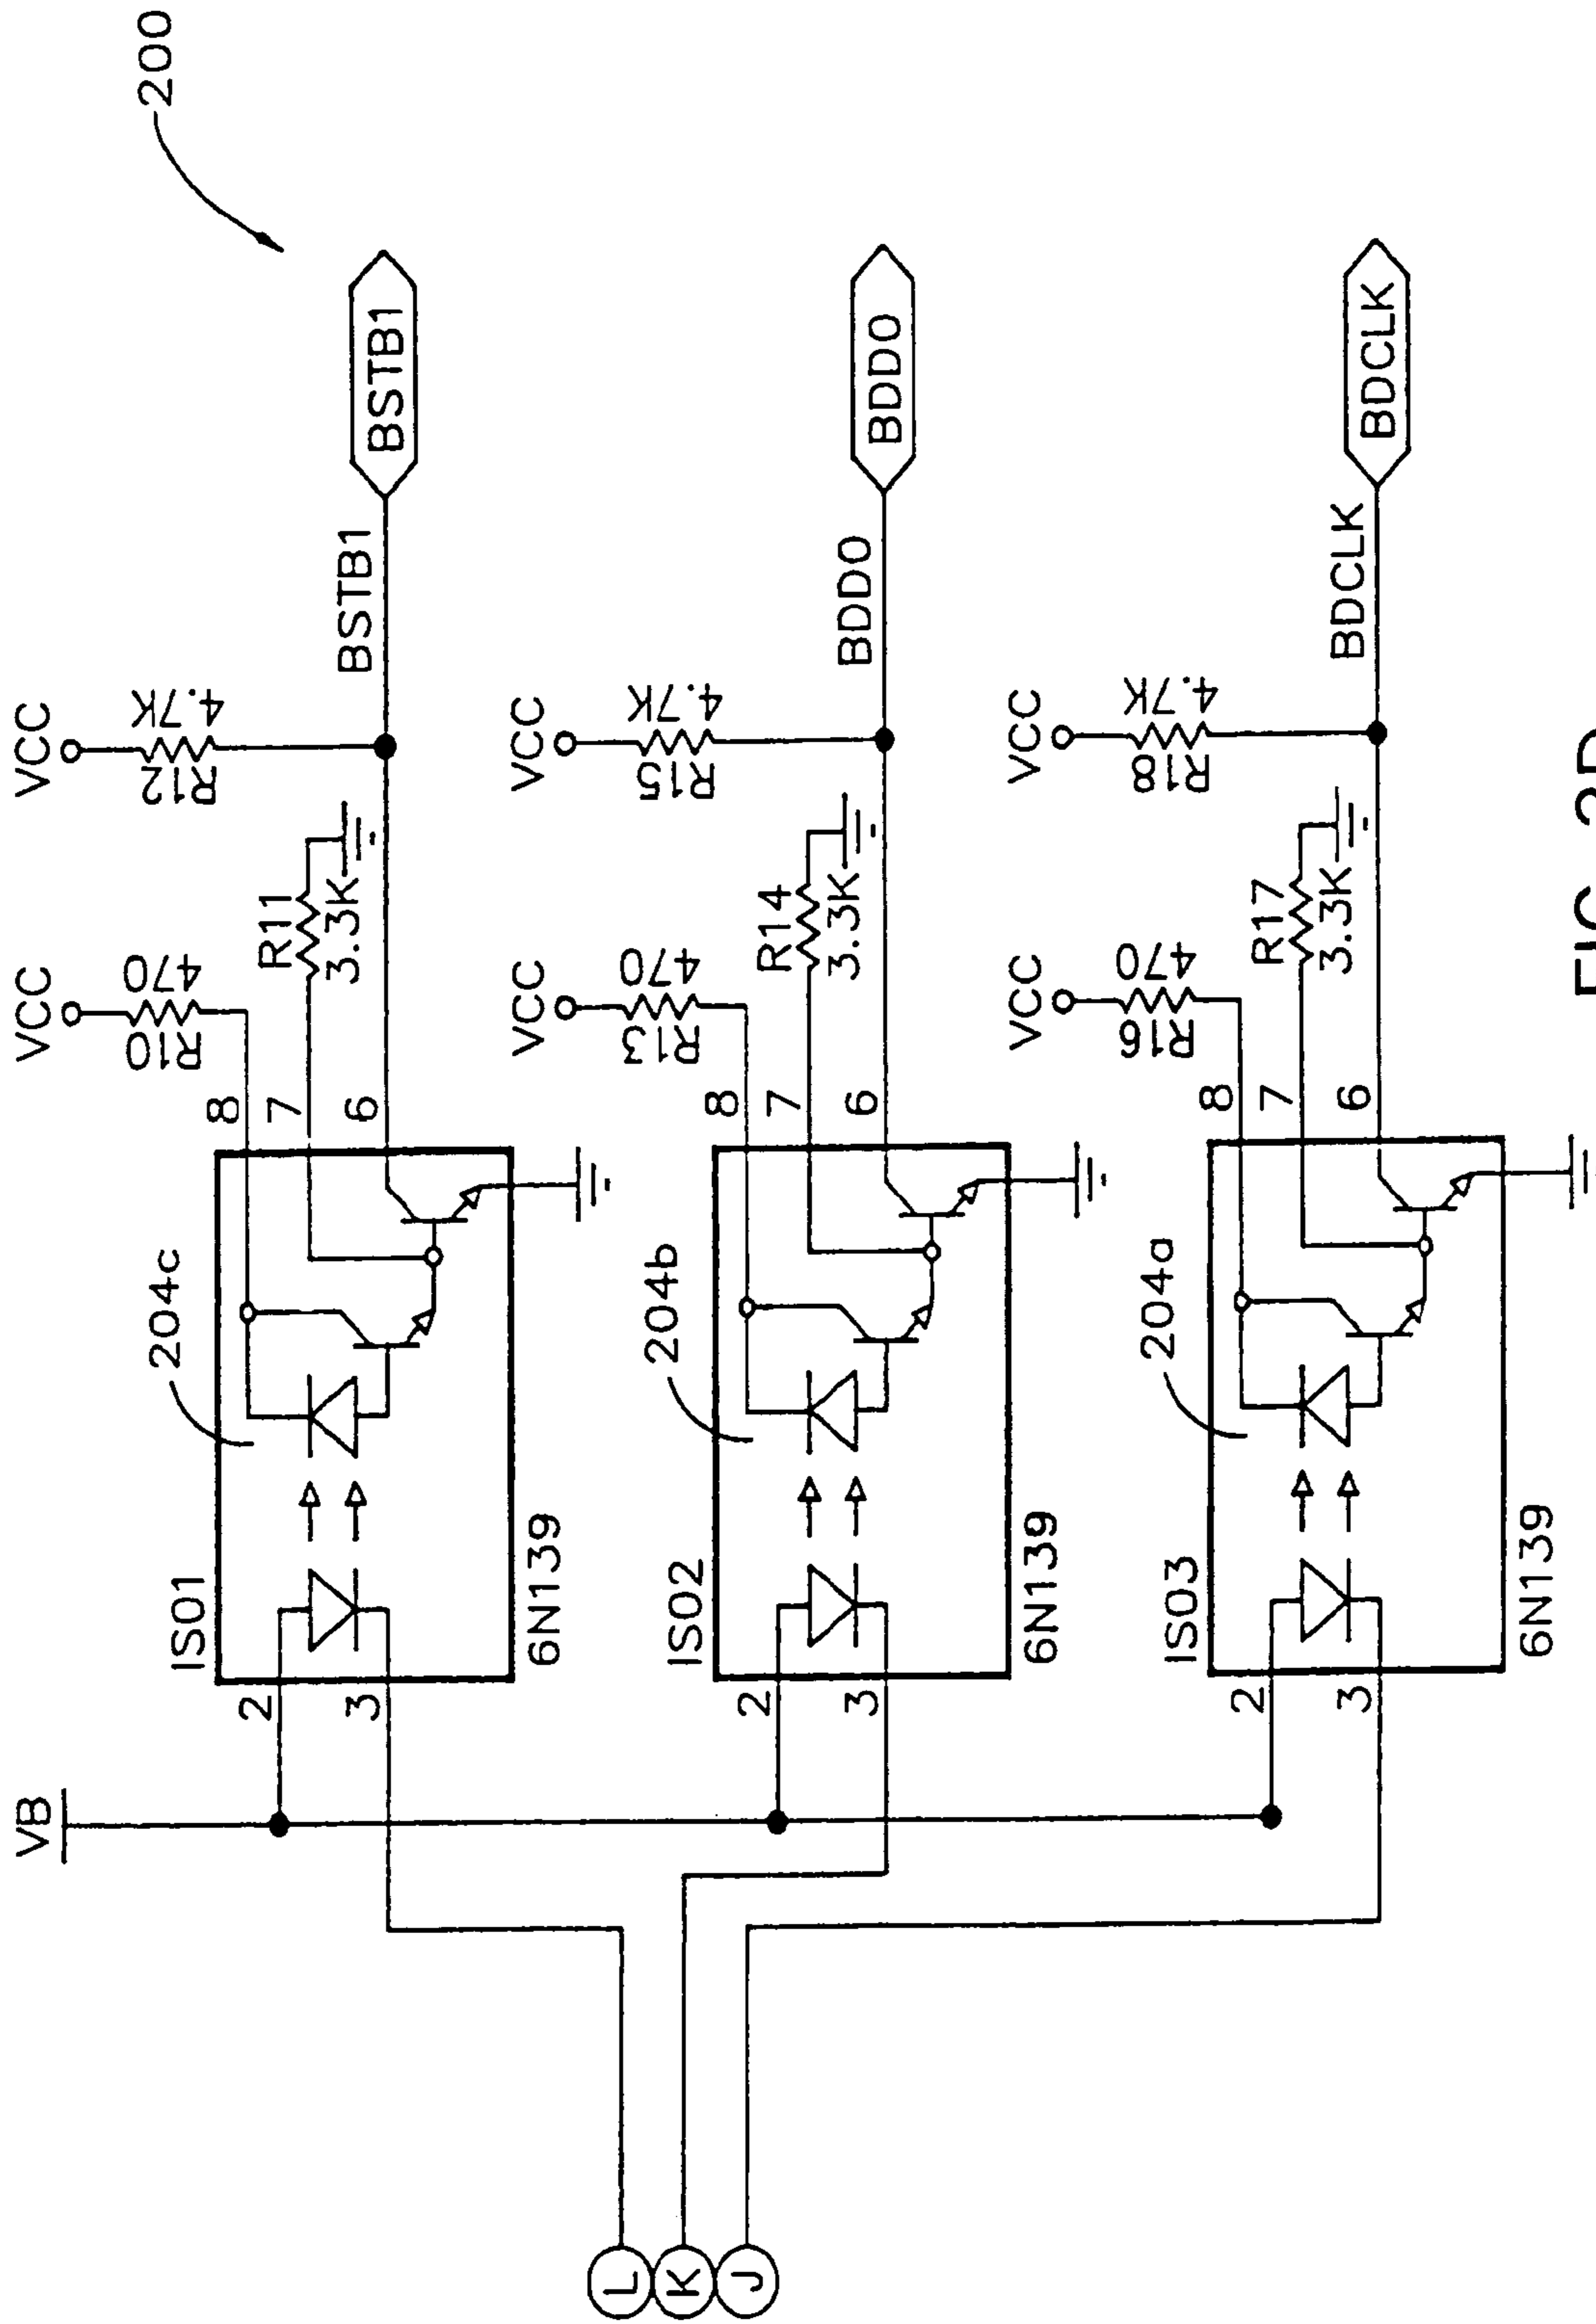 200
VB
VCC
R10
470
VCC
R12
4.7K
ISO1
204c
2
3
8
7
6
R11
3.3K
BSTB1
BSTB1
6N139
VCC
R13
470
VCC
R15
4.7K
ISO2
204b
2
3
8
7
6
R14
3.3K
BDD0
BDD0
6N139
L
K
J
VCC
R16
470
VCC
R18
4.7K
ISO3
204a
2
3
8
7
6
R17
3.3K
BDCLK
BDCLK
6N139